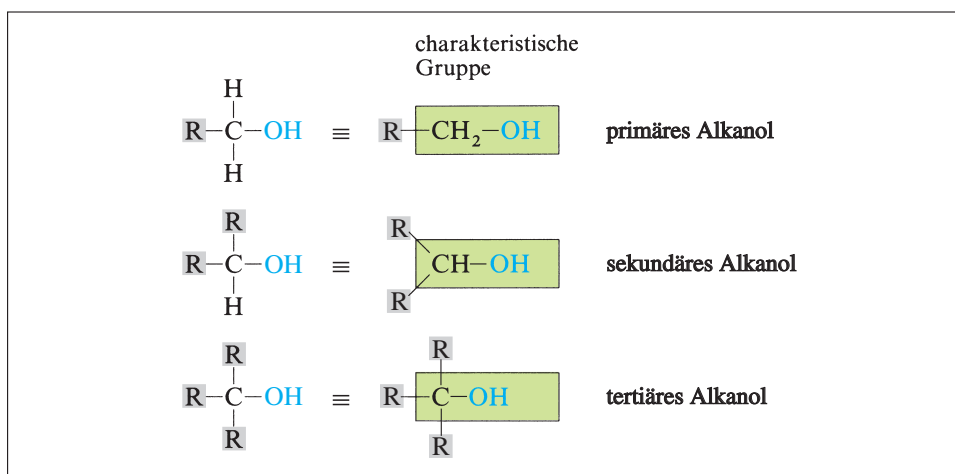 charakteristische
Gruppe
H
R–C–OH ≡ R–CH₂–OH primäres Alkanol
H
R R
R–C–OH ≡ CH–OH sekundäres Alkanol
H R
R R
R–C–OH ≡ R–C–OH tertiäres Alkanol
R R